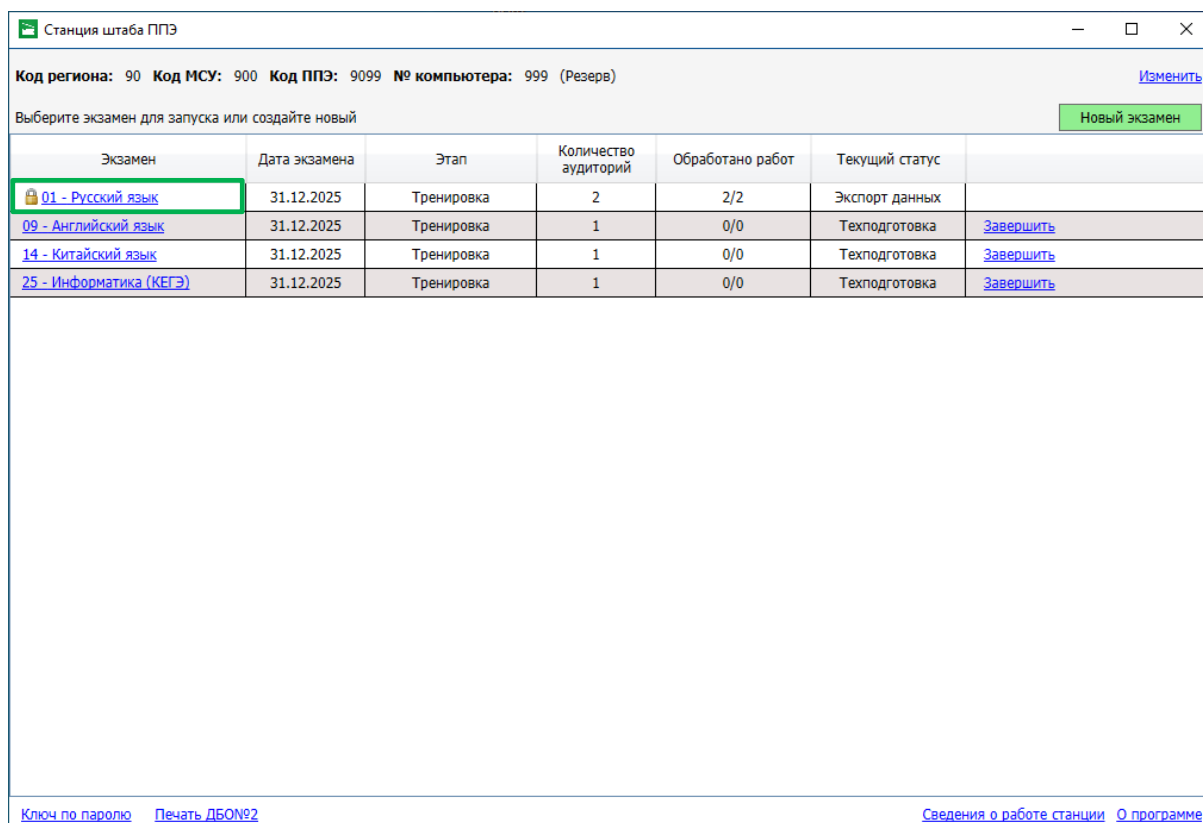 Станция штаба ППЭ
Код региона: 90 Код МСУ: 900 Код ППЭ: 9099 № компьютера: 999 (Резерв) Изменить
Выберите экзамен для запуска или создайте новый Новый экзамен
Экзамен Дата экзамена Этап Количество аудиторий Обработано работ Текущий статус
01 - Русский язык 31.12.2025 Тренировка 2 2/2 Экспорт данных
09 - Английский язык 31.12.2025 Тренировка 1 0/0 Техподготовка Завершить
14 - Китайский язык 31.12.2025 Тренировка 1 0/0 Техподготовка Завершить
25 - Информатика (КЕГЭ) 31.12.2025 Тренировка 1 0/0 Техподготовка Завершить
Ключ по паролю Печать ДБО№2 Сведения о работе станции О программе